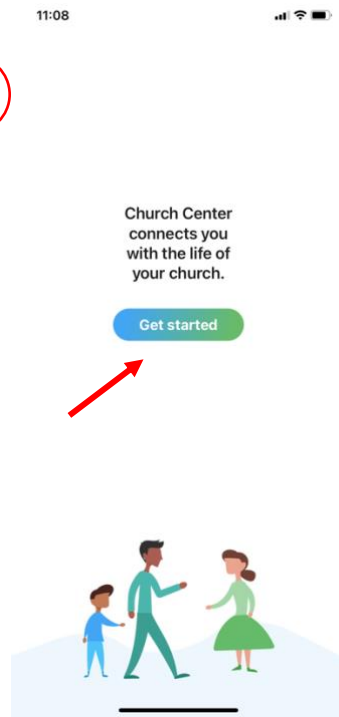 11:08
Church Center
connects you
with the life of
your church.
Get started